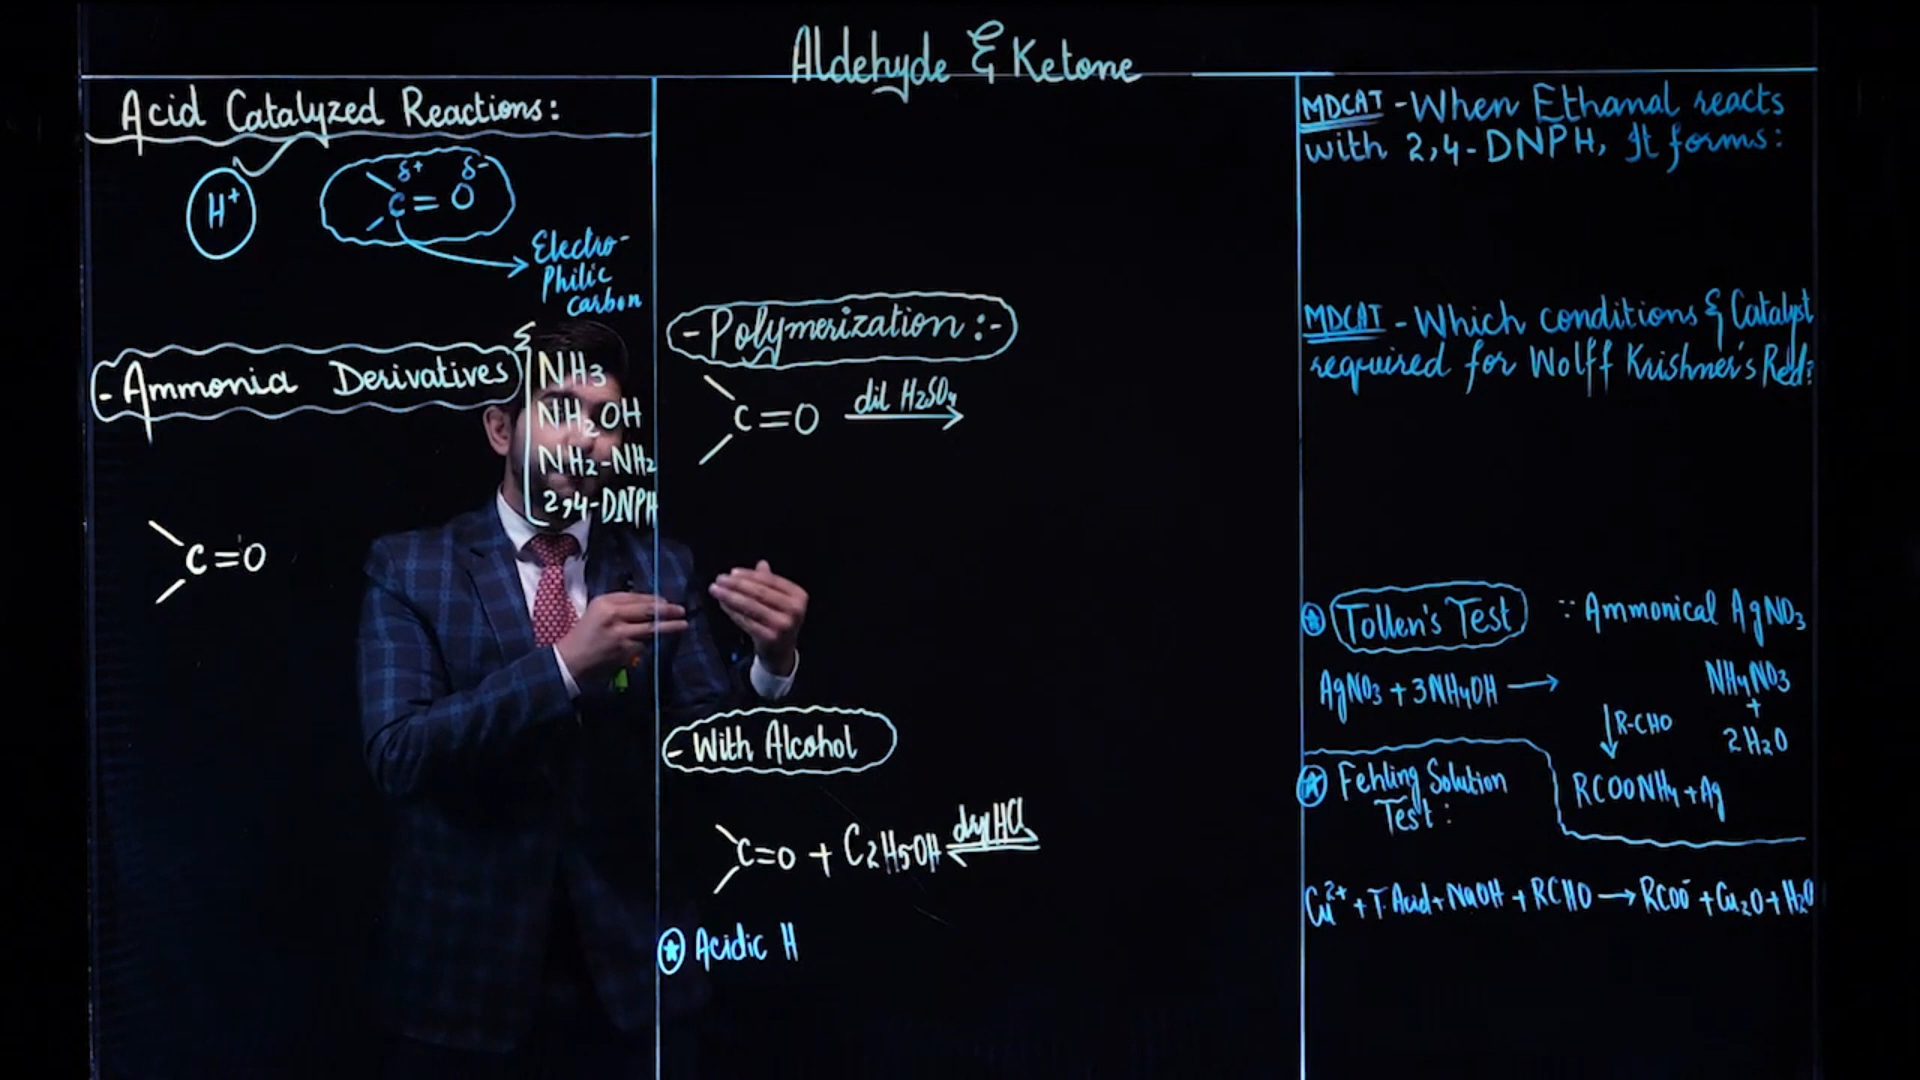 Aldehyde & Ketone
Acid Catalyzed Reactions:
H⁺
δ+ δ-
C = O
Electro-
Philic
Carbon
- Ammonia Derivatives
NH3
NH2OH
NH2-NH2
2,4-DNPH
C=O
- Polymerization :-
C=O dil H2SO4
- With Alcohol
C=O + C2H5OH dry HCl
Acidic H
MDCAT - When Ethanal reacts
with 2,4-DNPH, It forms:
MDCAT - Which conditions & Catalyst
required for Wolff Krishner's Red?
Tollen's Test ∵ Ammonical AgNO3
AgNO3 + 3NH4OH →
NH4NO3
+
2H2O
↓ R-CHO
RCOONH4 + Ag
Fehling Solution
Test:
Cu²⁺ + T.Acid + NaOH + RCHO → RCOO⁻ + Cu2O + H2O